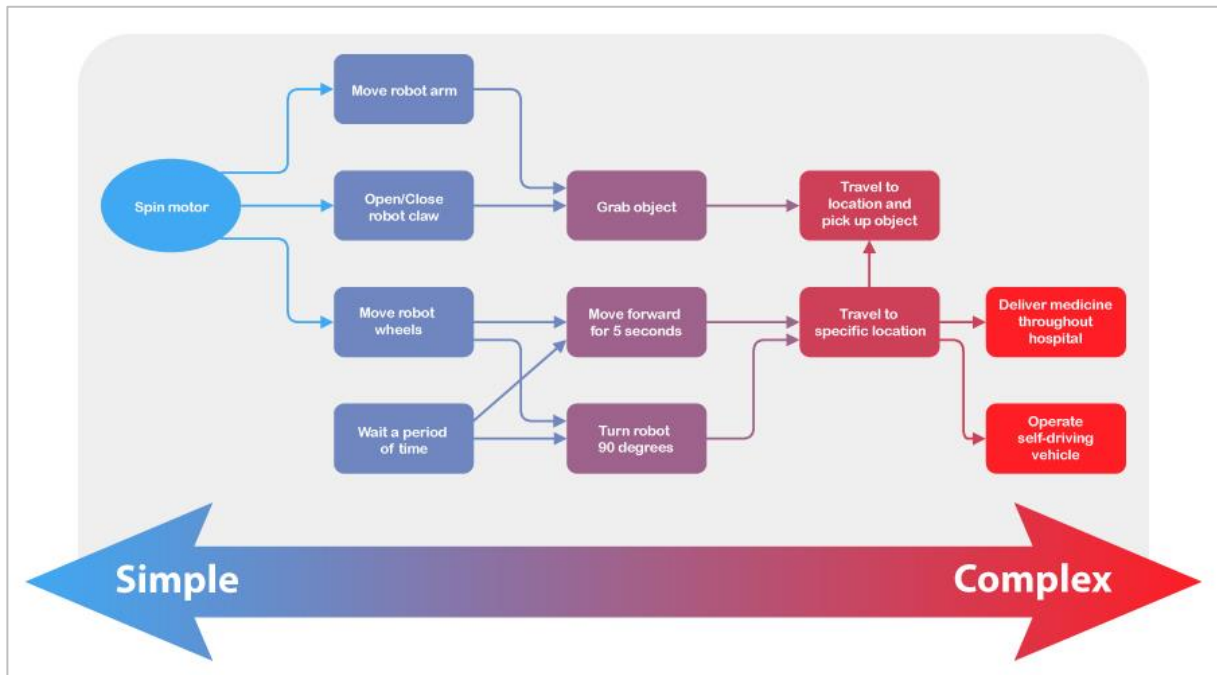 Move robot arm
Spin motor
Open/Close
robot claw
Grab object
Travel to
location and
pick up object
Move robot
wheels
Move forward
for 5 seconds
Travel to
specific location
Deliver medicine
throughout
hospital
Wait a period
of time
Turn robot
90 degrees
Operate
self-driving
vehicle
Simple
Complex